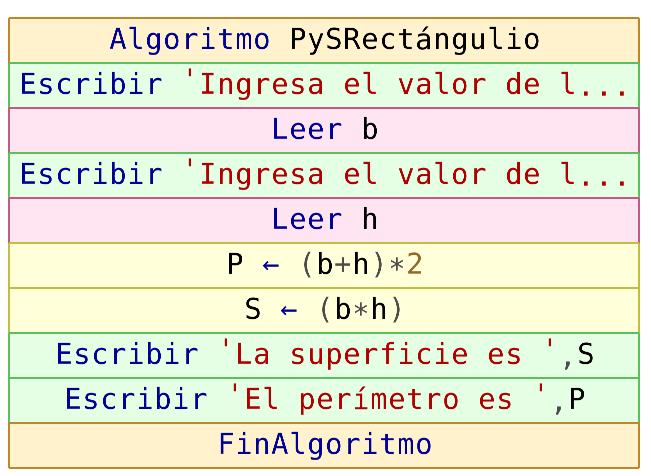 Algoritmo PySRectángulio
Escribir 'Ingresa el valor de l...
Leer b
Escribir 'Ingresa el valor de l...
Leer h
P ← (b+h)*2
S ← (b*h)
Escribir 'La superficie es ',S
Escribir 'El perímetro es ',P
FinAlgoritmo